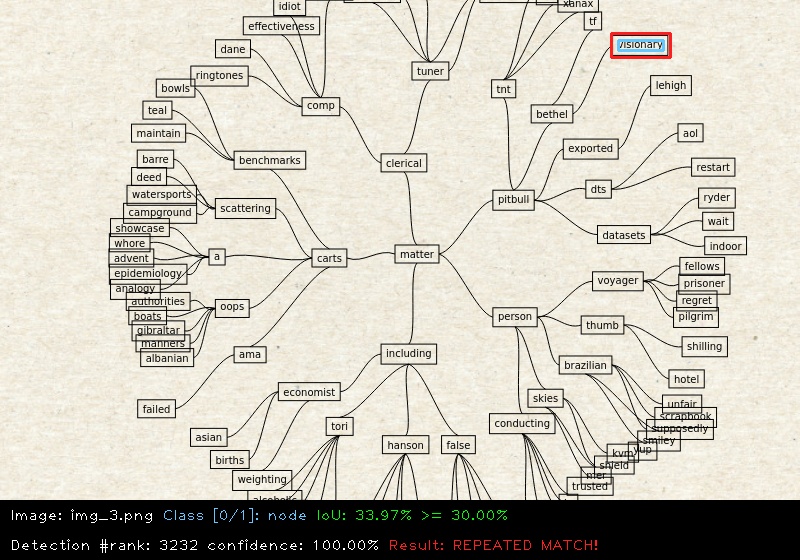 idiot
xanax
effectiveness
tf
visionary
dane
tuner
ringtones
tnt
lehigh
bowls
comp
teal
bethel
maintain
aol
exported
barre
benchmarks
clerical
restart
deed
dts
watersports
pitbull
ryder
campground
scattering
wait
showcase
datasets
whore
indoor
advent
a
carts
matter
fellows
epidemiology
voyager
prisoner
analogy
regret
authorities
oops
boats
person
pilgrim
gibraltar
thumb
manners
shilling
albanian
ama
including
brazilian
hotel
economist
skies
failed
unfair
scrapbook
tori
conducting
supposedly
asian
smiley
hanson
false
yup
births
kvm
shield
weighting
mer
trusted
alcoholic
Image: img_3.png Class [0/1]: node IoU: 33.97% >= 30.00%
Detection #rank: 3232 confidence: 100.00% Result: REPEATED MATCH!